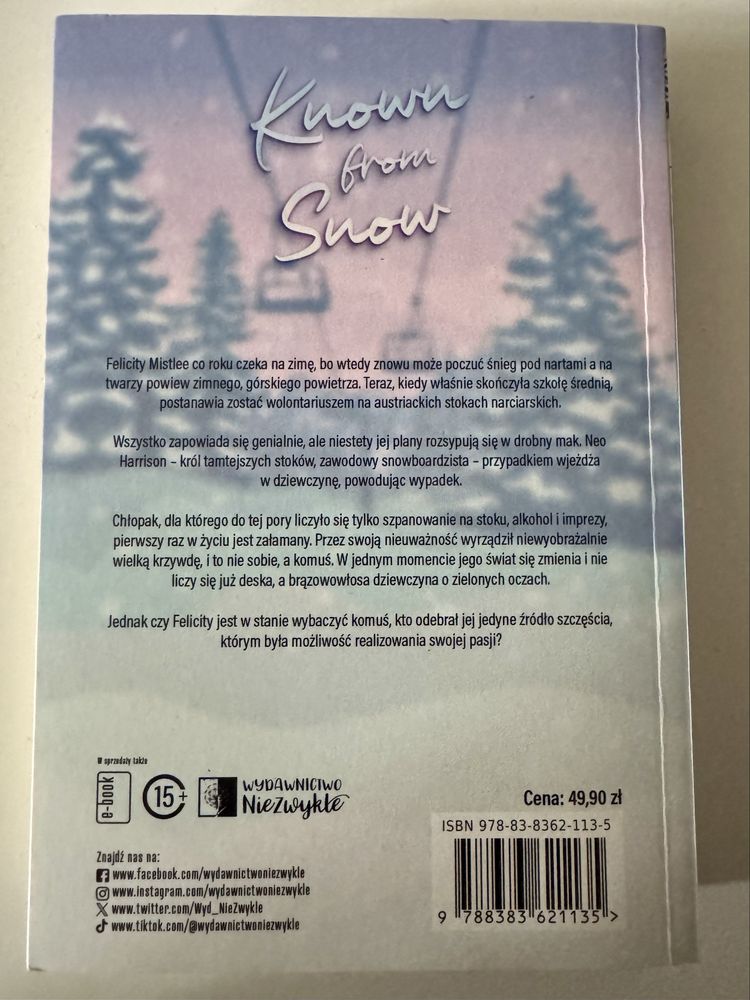 Known
from
Snow
Felicity Mistlee co roku czeka na zimę, bo wtedy znowu może poczuć śnieg pod nartami a na
twarzy powiew zimnego, górskiego powietrza. Teraz, kiedy właśnie skończyła szkołę średnią,
postanawia zostać wolontariuszem na austriackich stokach narciarskich.
Wszystko zapowiada się genialnie, ale niestety jej plany rozsypują się w drobny mak. Neo
Harrison – król tamtejszych stoków, zawodowy snowboardzista – przypadkiem wjeżdża
w dziewczynę, powodując wypadek.
Chłopak, dla którego do tej pory liczyło się tylko szpanowanie na stoku, alkohol i imprezy,
pierwszy raz w życiu jest załamany. Przez swoją nieuważność wyrządził niewyobrażalnie
wielką krzywdę, i to nie sobie, a komuś. W jednym momencie jego świat się zmienia i nie
liczy się już deska, a brązowowłosa dziewczyna o zielonych oczach.
Jednak czy Felicity jest w stanie wybaczyć komuś, kto odebrał jej jedyne źródło szczęścia,
którym była możliwość realizowania swojej pasji?
W sprzedaży także
e-book
15+
WYDAWNICTWO
NieZwykłe
Cena: 49,90 zł
ISBN 978-83-8362-113-5
9 788383 621135 >
Znajdź nas na:
www.facebook.com/wydawnictwoniezwykle
www.instagram.com/wydawnictwoniezwykle
www.twitter.com/Wyd_NieZwykle
www.tiktok.com/@wydawnictwoniezwykle